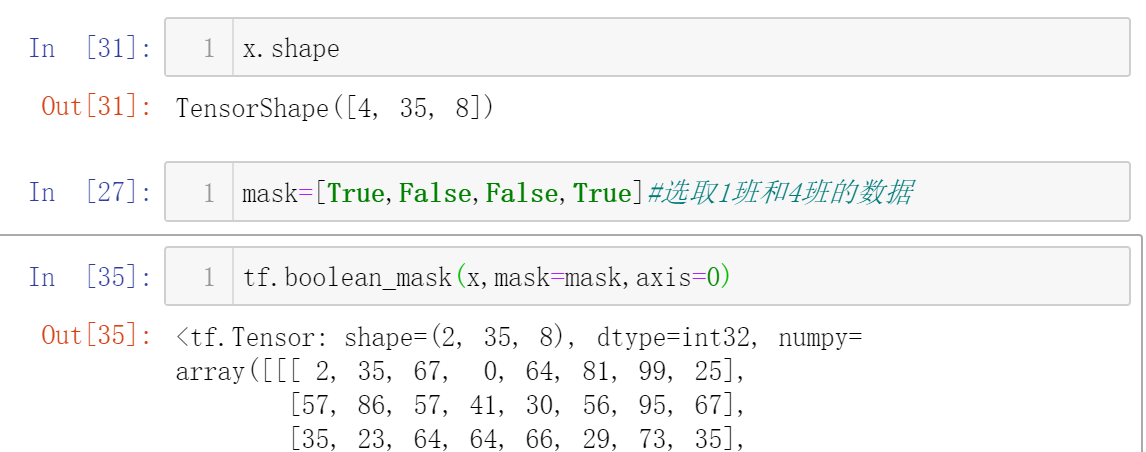 In [31]: 1 x.shape
Out[31]: TensorShape([4, 35, 8])
In [27]: 1 mask=[True,False,False,True]#选取1班和4班的数据
In [35]: 1 tf.boolean_mask(x,mask=mask,axis=0)
Out[35]: <tf.Tensor: shape=(2, 35, 8), dtype=int32, numpy=
array([[[ 2, 35, 67, 0, 64, 81, 99, 25],
[57, 86, 57, 41, 30, 56, 95, 67],
[35, 23, 64, 64, 66, 29, 73, 35],